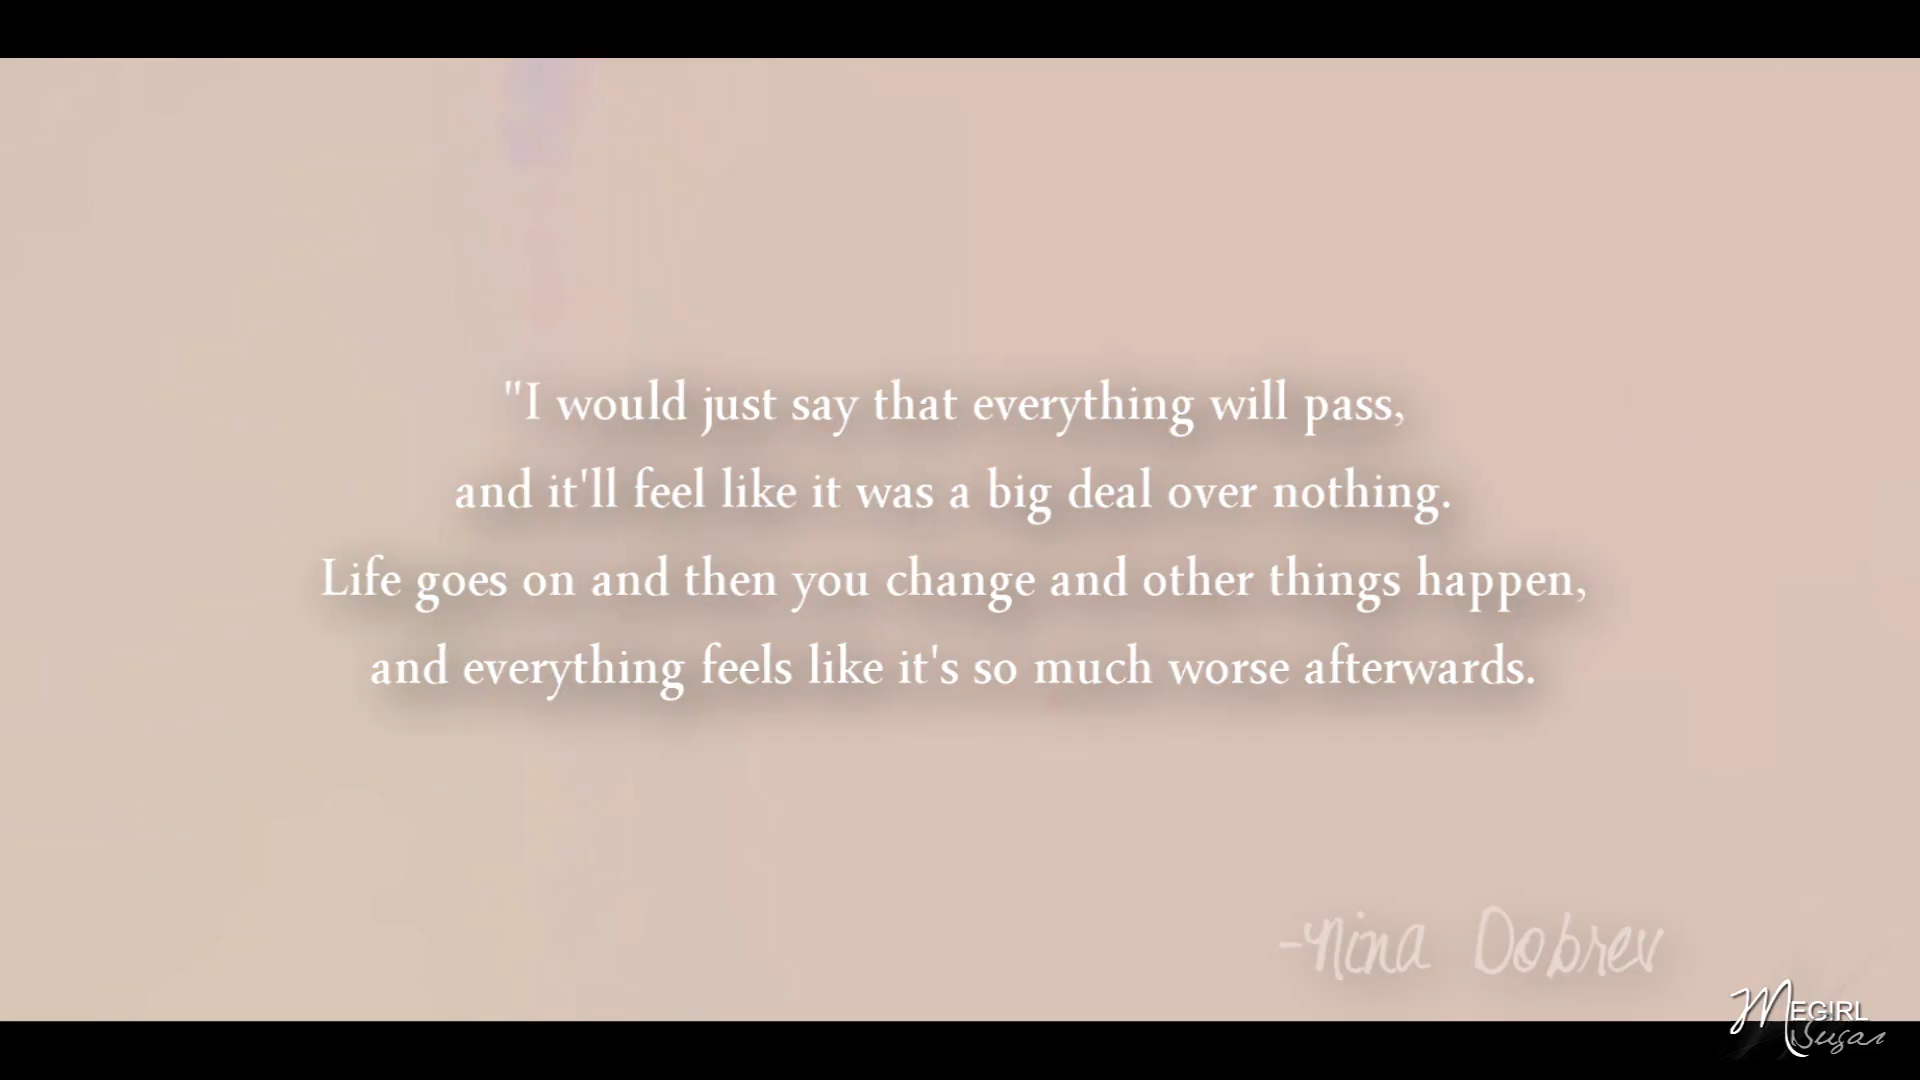 "I would just say that everything will pass,
and it'll feel like it was a big deal over nothing.
Life goes on and then you change and other things happen,
and everything feels like it's so much worse afterwards.
-Nina Dobrev
MEGIRL
Sugar